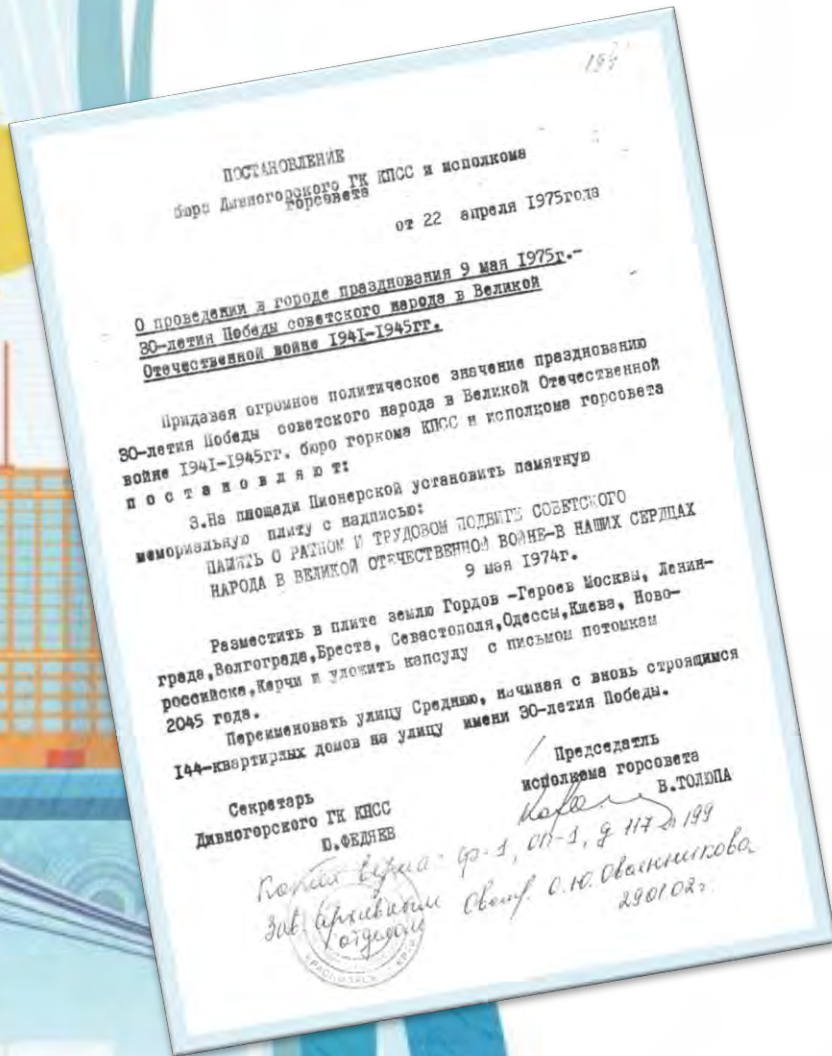 ПОСТАНОВЛЕНИЕ
бюро Дивногорского ГК КПСС и исполкома
горсовета
от 22 апреля 1975года
О проведении в городе празднования 9 мая 1975г.-
30-летия Победы советского народа в Великой
Отечественной войне 1941-1945гг.
Придавая огромное политическое значение празднованию
30-летия Победы советского народа в Великой Отечественной
войне 1941-1945гг. бюро горкома КПСС и исполкома горсовета
п о с т а н о в л я ю т:
3.На площади Пионерской установить памятную
мемориальную плиту с надписью:
ПАМЯТЬ О РАТНОМ И ТРУДОВОМ ПОДВИГЕ СОВЕТСКОГО
НАРОДА В ВЕЛИКОЙ ОТЕЧЕСТВЕННОЙ ВОЙНЕ-В НАШИХ СЕРДЦАХ
9 мая 1974г.
Разместить в плите землю Гордов -Героев Москвы, Ленин-
града,Волгограда,Бреста, Севастополя,Одессы,Киева, Ново-
российска,Керчи и уложить капсулу с письмом потомкам
2045 года.
Переименовать улицу Среднюю, начиная с вновь строящимся
144-квартирных домов на улицу имени 30-летия Победы.
Секретарь
Дивногорского ГК КПСС
Ю.ФЕДЯЕВ
Председатль
исполкома горсовета
В.ТОЛЮПА
Копия верна: ф-1, оп-1, д 117 л 199
Зав. архивным отделом О.Ю. Овчинникова
290102г.